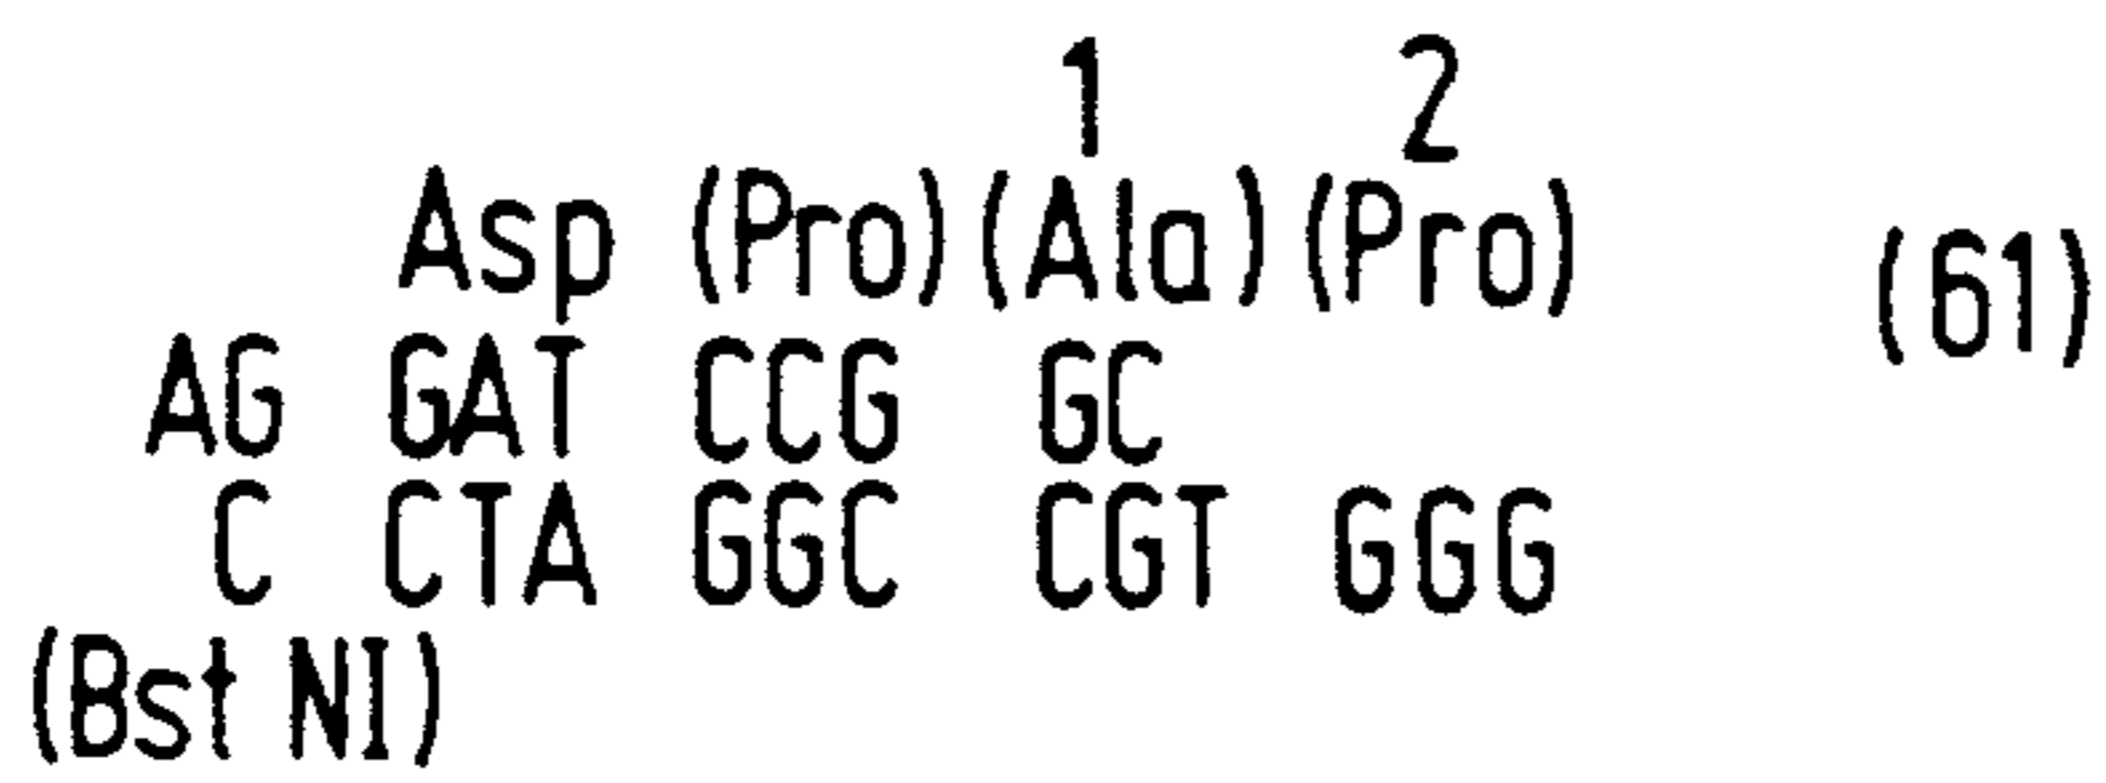 1 2
Asp (Pro) (Ala) (Pro) (61)
AG GAT CCG GC
C CTA GGC CGT GGG
(Bst NI)